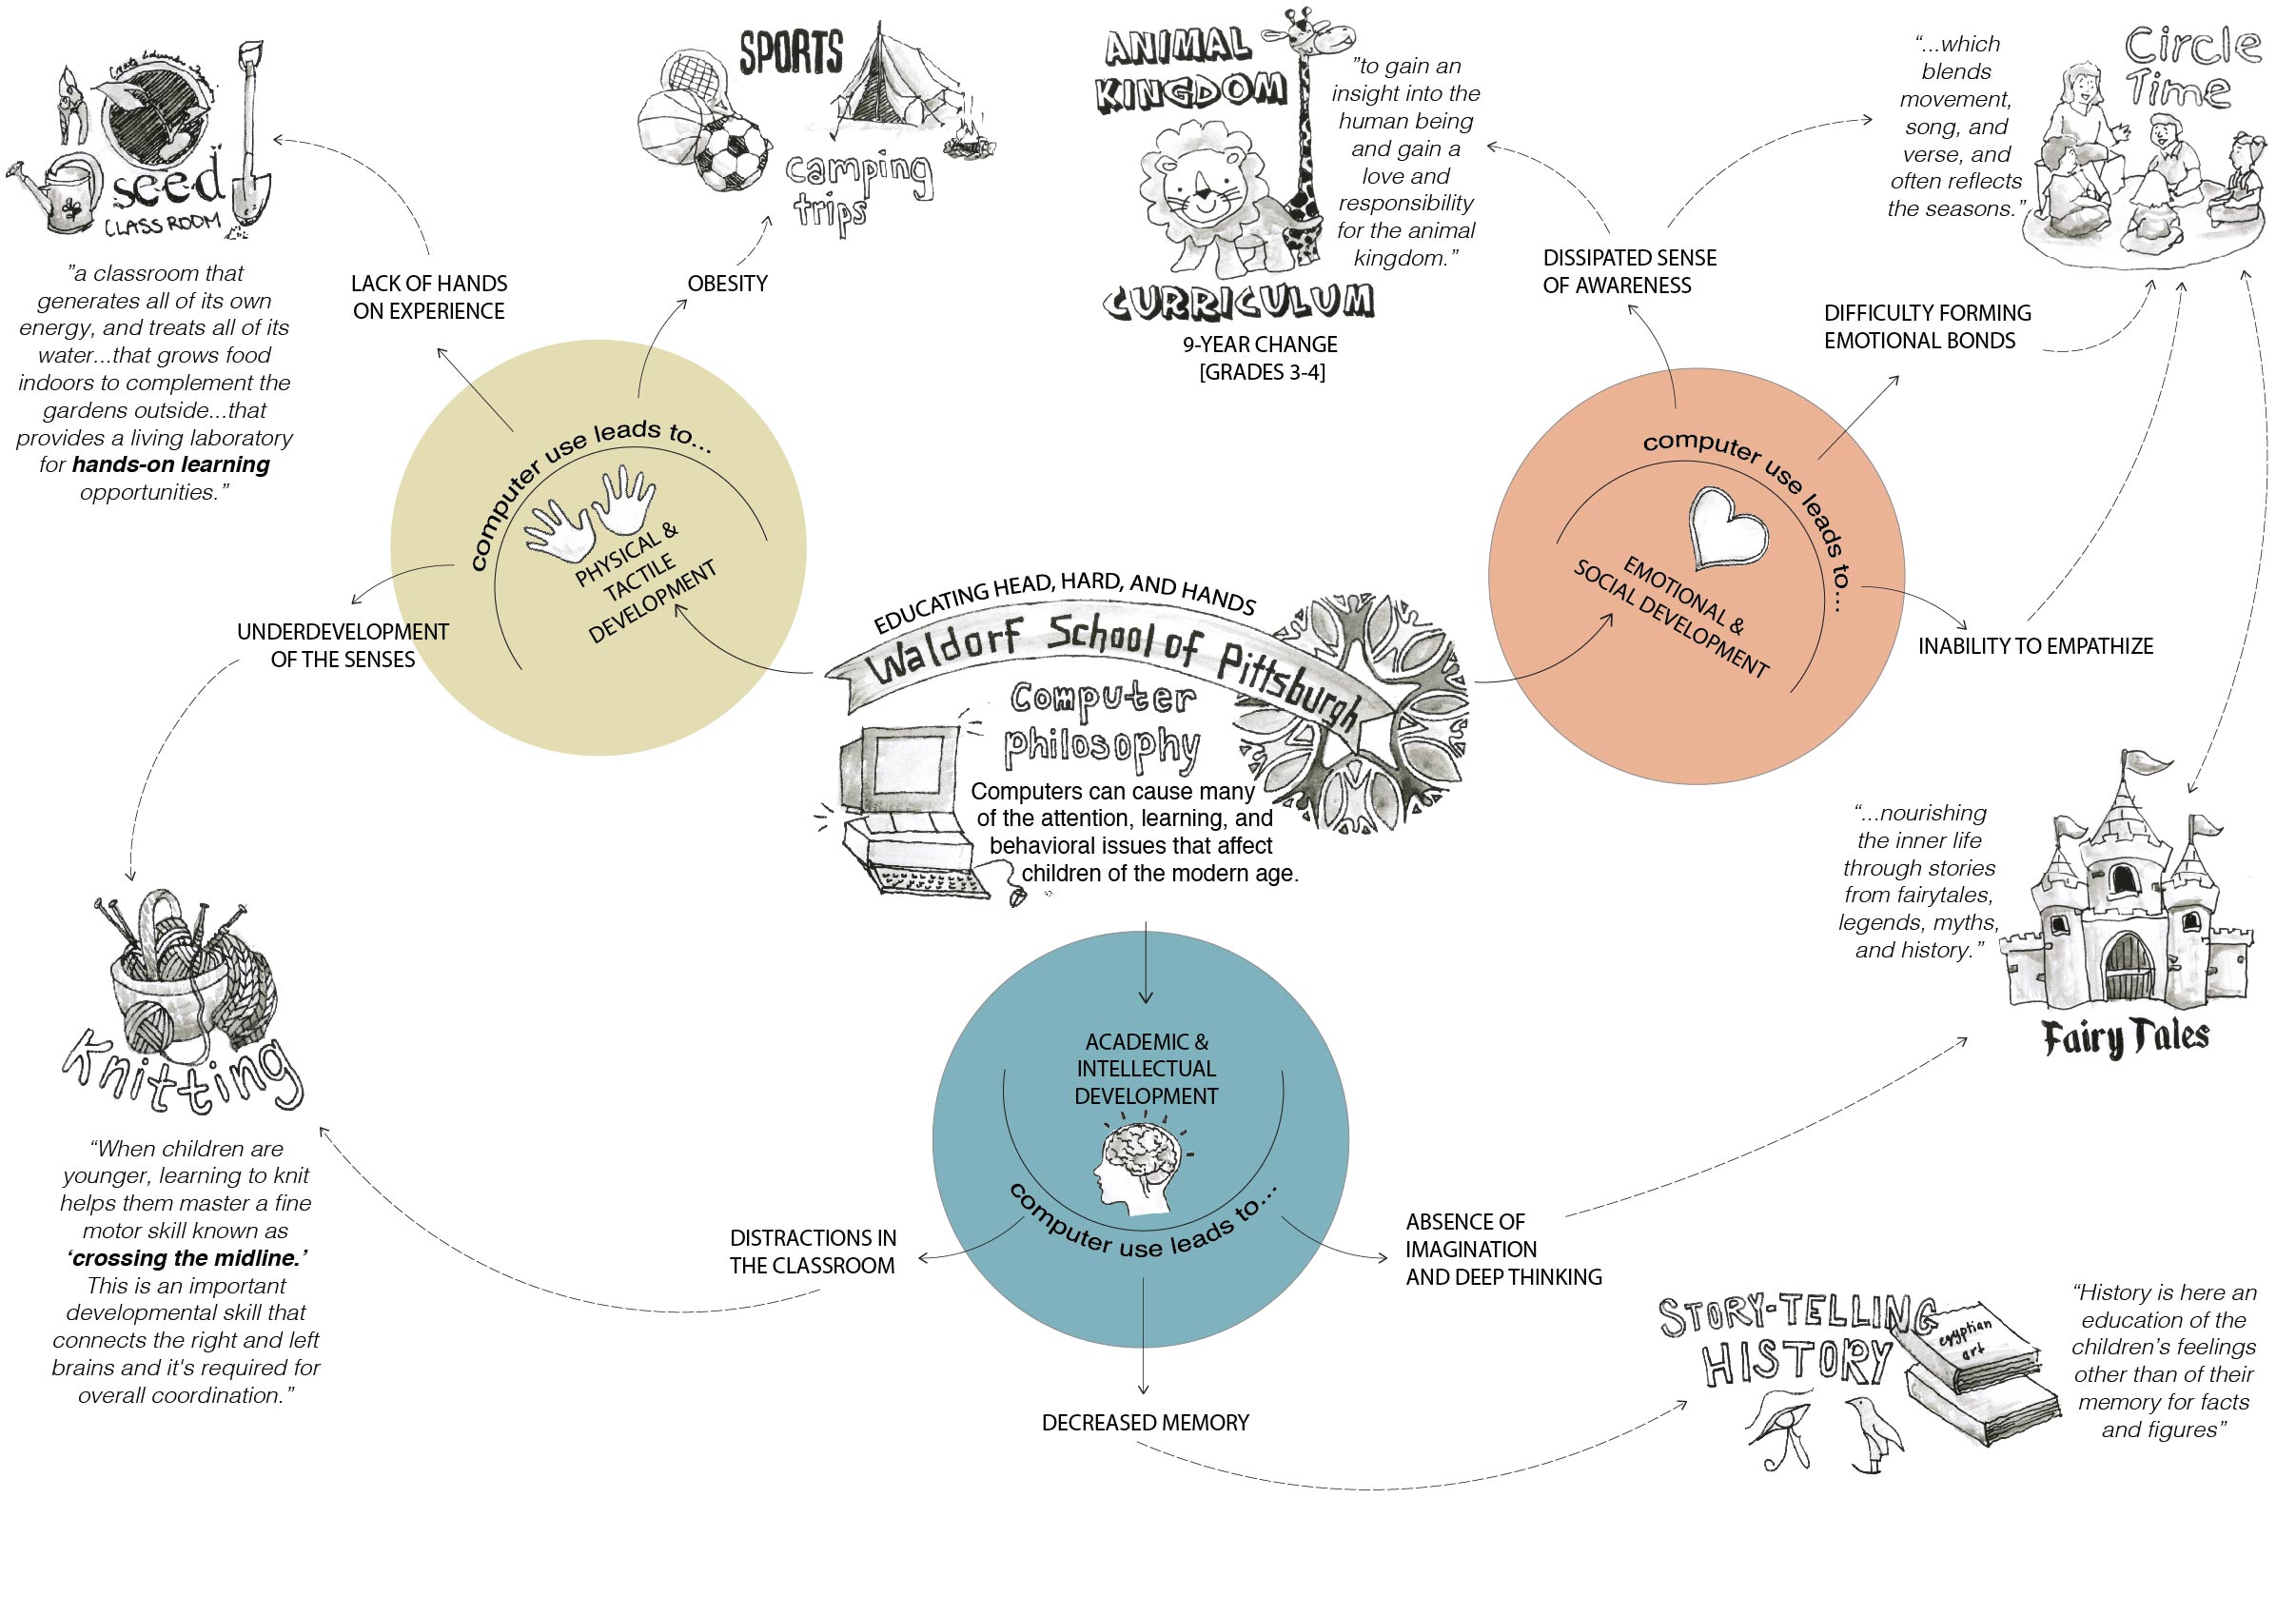 seed
CLASSROOM
"a classroom that
generates all of its own
energy, and treats all of its
water...that grows food
indoors to complement the
gardens outside...that
provides a living laboratory
for hands-on learning
opportunities."
LACK OF HANDS
ON EXPERIENCE
SPORTS
camping
trips
OBESITY
ANIMAL
KINGDOM
CURRICULUM
9-YEAR CHANGE
[GRADES 3-4]
"to gain an
insight into the
human being
and gain a
love and
responsibility
for the animal
kingdom."
DISSIPATED SENSE
OF AWARENESS
"...which
blends
movement,
song, and
verse, and
often reflects
the seasons."
Circle
Time
DIFFICULTY FORMING
EMOTIONAL BONDS
computer use leads to...
PHYSICAL &
TACTILE
DEVELOPMENT
computer use leads to...
EMOTIONAL &
SOCIAL DEVELOPMENT
UNDERDEVELOPMENT
OF THE SENSES
INABILITY TO EMPATHIZE
EDUCATING HEAD, HARD, AND HANDS
Waldorf School of Pittsburgh
Computer
philosophy
Computers can cause many
of the attention, learning, and
behavioral issues that affect
children of the modern age.
"...nourishing
the inner life
through stories
from fairytales,
legends, myths,
and history."
Fairy Tales
Knitting
"When children are
younger, learning to knit
helps them master a fine
motor skill known as
'crossing the midline.'
This is an important
developmental skill that
connects the right and left
brains and it's required for
overall coordination."
ACADEMIC &
INTELLECTUAL
DEVELOPMENT
computer use leads to...
DISTRACTIONS IN
THE CLASSROOM
ABSENCE OF
IMAGINATION
AND DEEP THINKING
DECREASED MEMORY
STORY-TELLING
HISTORY
egyptian
art
"History is here an
education of the
children's feelings
other than of their
memory for facts
and figures"